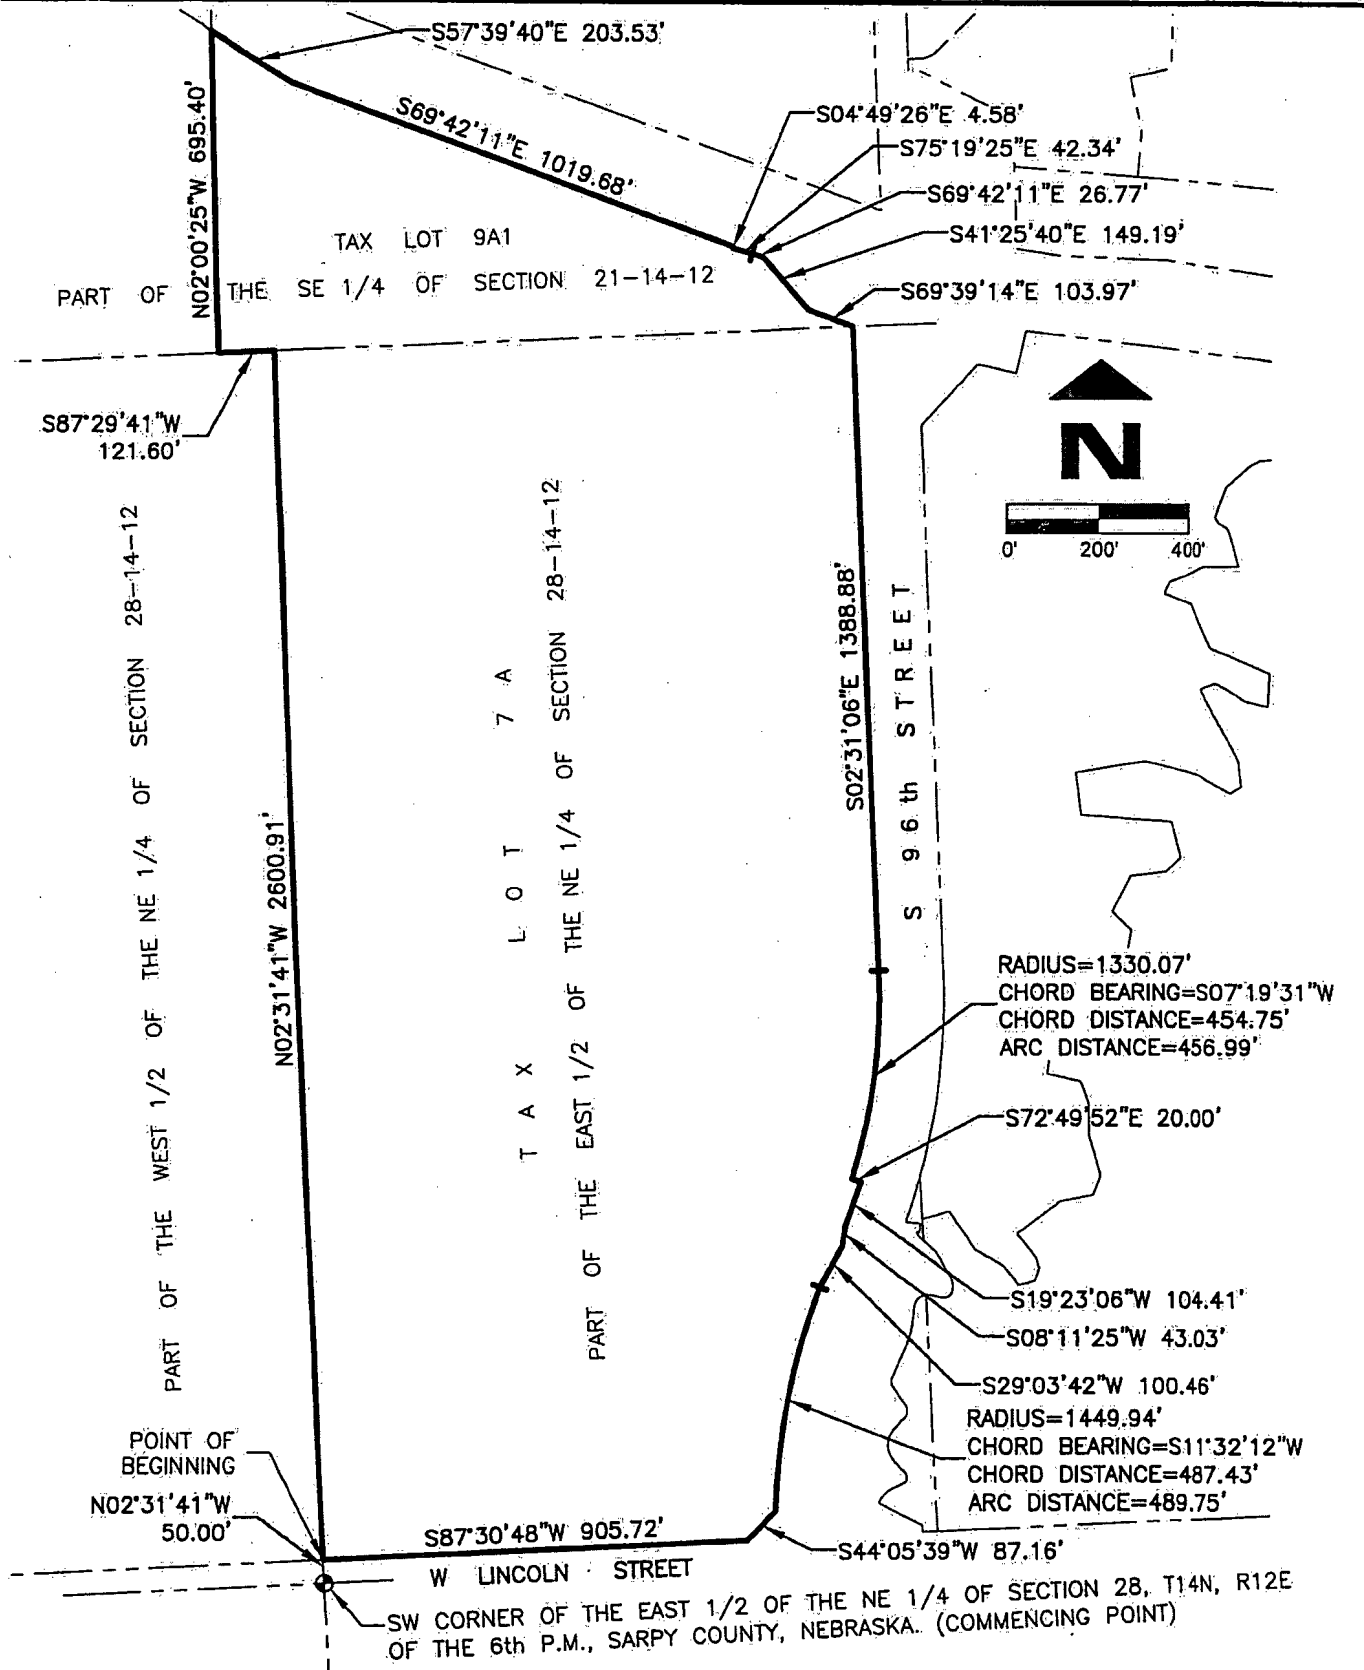 S57°39'40"E 203.53'
S69°42'11"E 1019.68'
N02°00'25"W 695.40'
S04°49'26"E 4.58'
S75°19'25"E 42.34'
S69°42'11"E 26.77'
S41°25'40"E 149.19'
S69°39'14"E 103.97'
TAX LOT 9A1
PART OF THE SE 1/4 OF SECTION 21-14-12
S87°29'41"W
121.60'
N
0' 200' 400'
PART OF THE WEST 1/2 OF THE NE 1/4 OF SECTION 28-14-12
N02°31'41"W 2600.91'
TAX LOT 7A
PART OF THE EAST 1/2 OF THE NE 1/4 OF SECTION 28-14-12
S02°31'06"E 1388.88'
S 96th STREET
RADIUS=1330.07'
CHORD BEARING=S07°19'31"W
CHORD DISTANCE=454.75'
ARC DISTANCE=456.99'
S72°49'52"E 20.00'
S19°23'06"W 104.41'
S08°11'25"W 43.03'
S29°03'42"W 100.46'
RADIUS=1449.94'
CHORD BEARING=S11°32'12"W
CHORD DISTANCE=487.43'
ARC DISTANCE=489.75'
POINT OF
BEGINNING
N02°31'41"W
50.00'
S87°30'48"W 905.72'
S44°05'39"W 87.16'
W LINCOLN STREET
SW CORNER OF THE EAST 1/2 OF THE NE 1/4 OF SECTION 28, T14N, R12E
OF THE 6th P.M., SARPY COUNTY, NEBRASKA. (COMMENCING POINT)